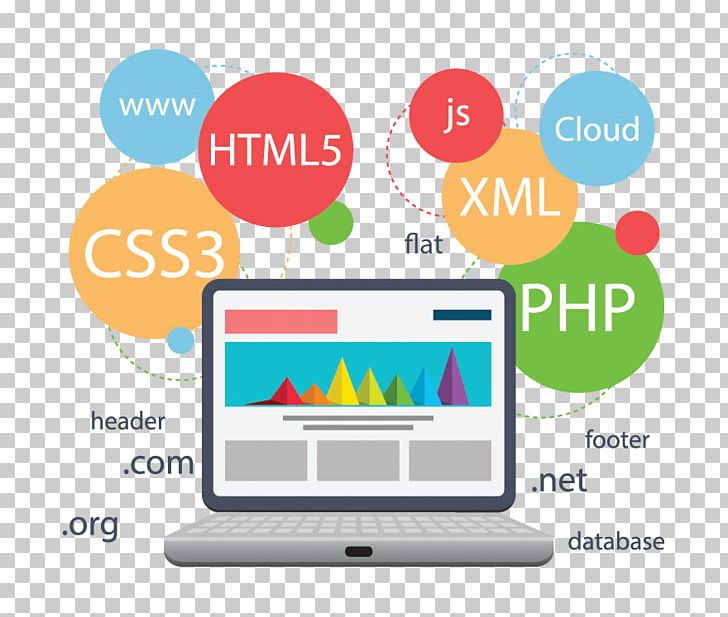 www
HTML5
js
Cloud
CSS3
XML
flat
PHP
header
.com
.org
footer
.net
database